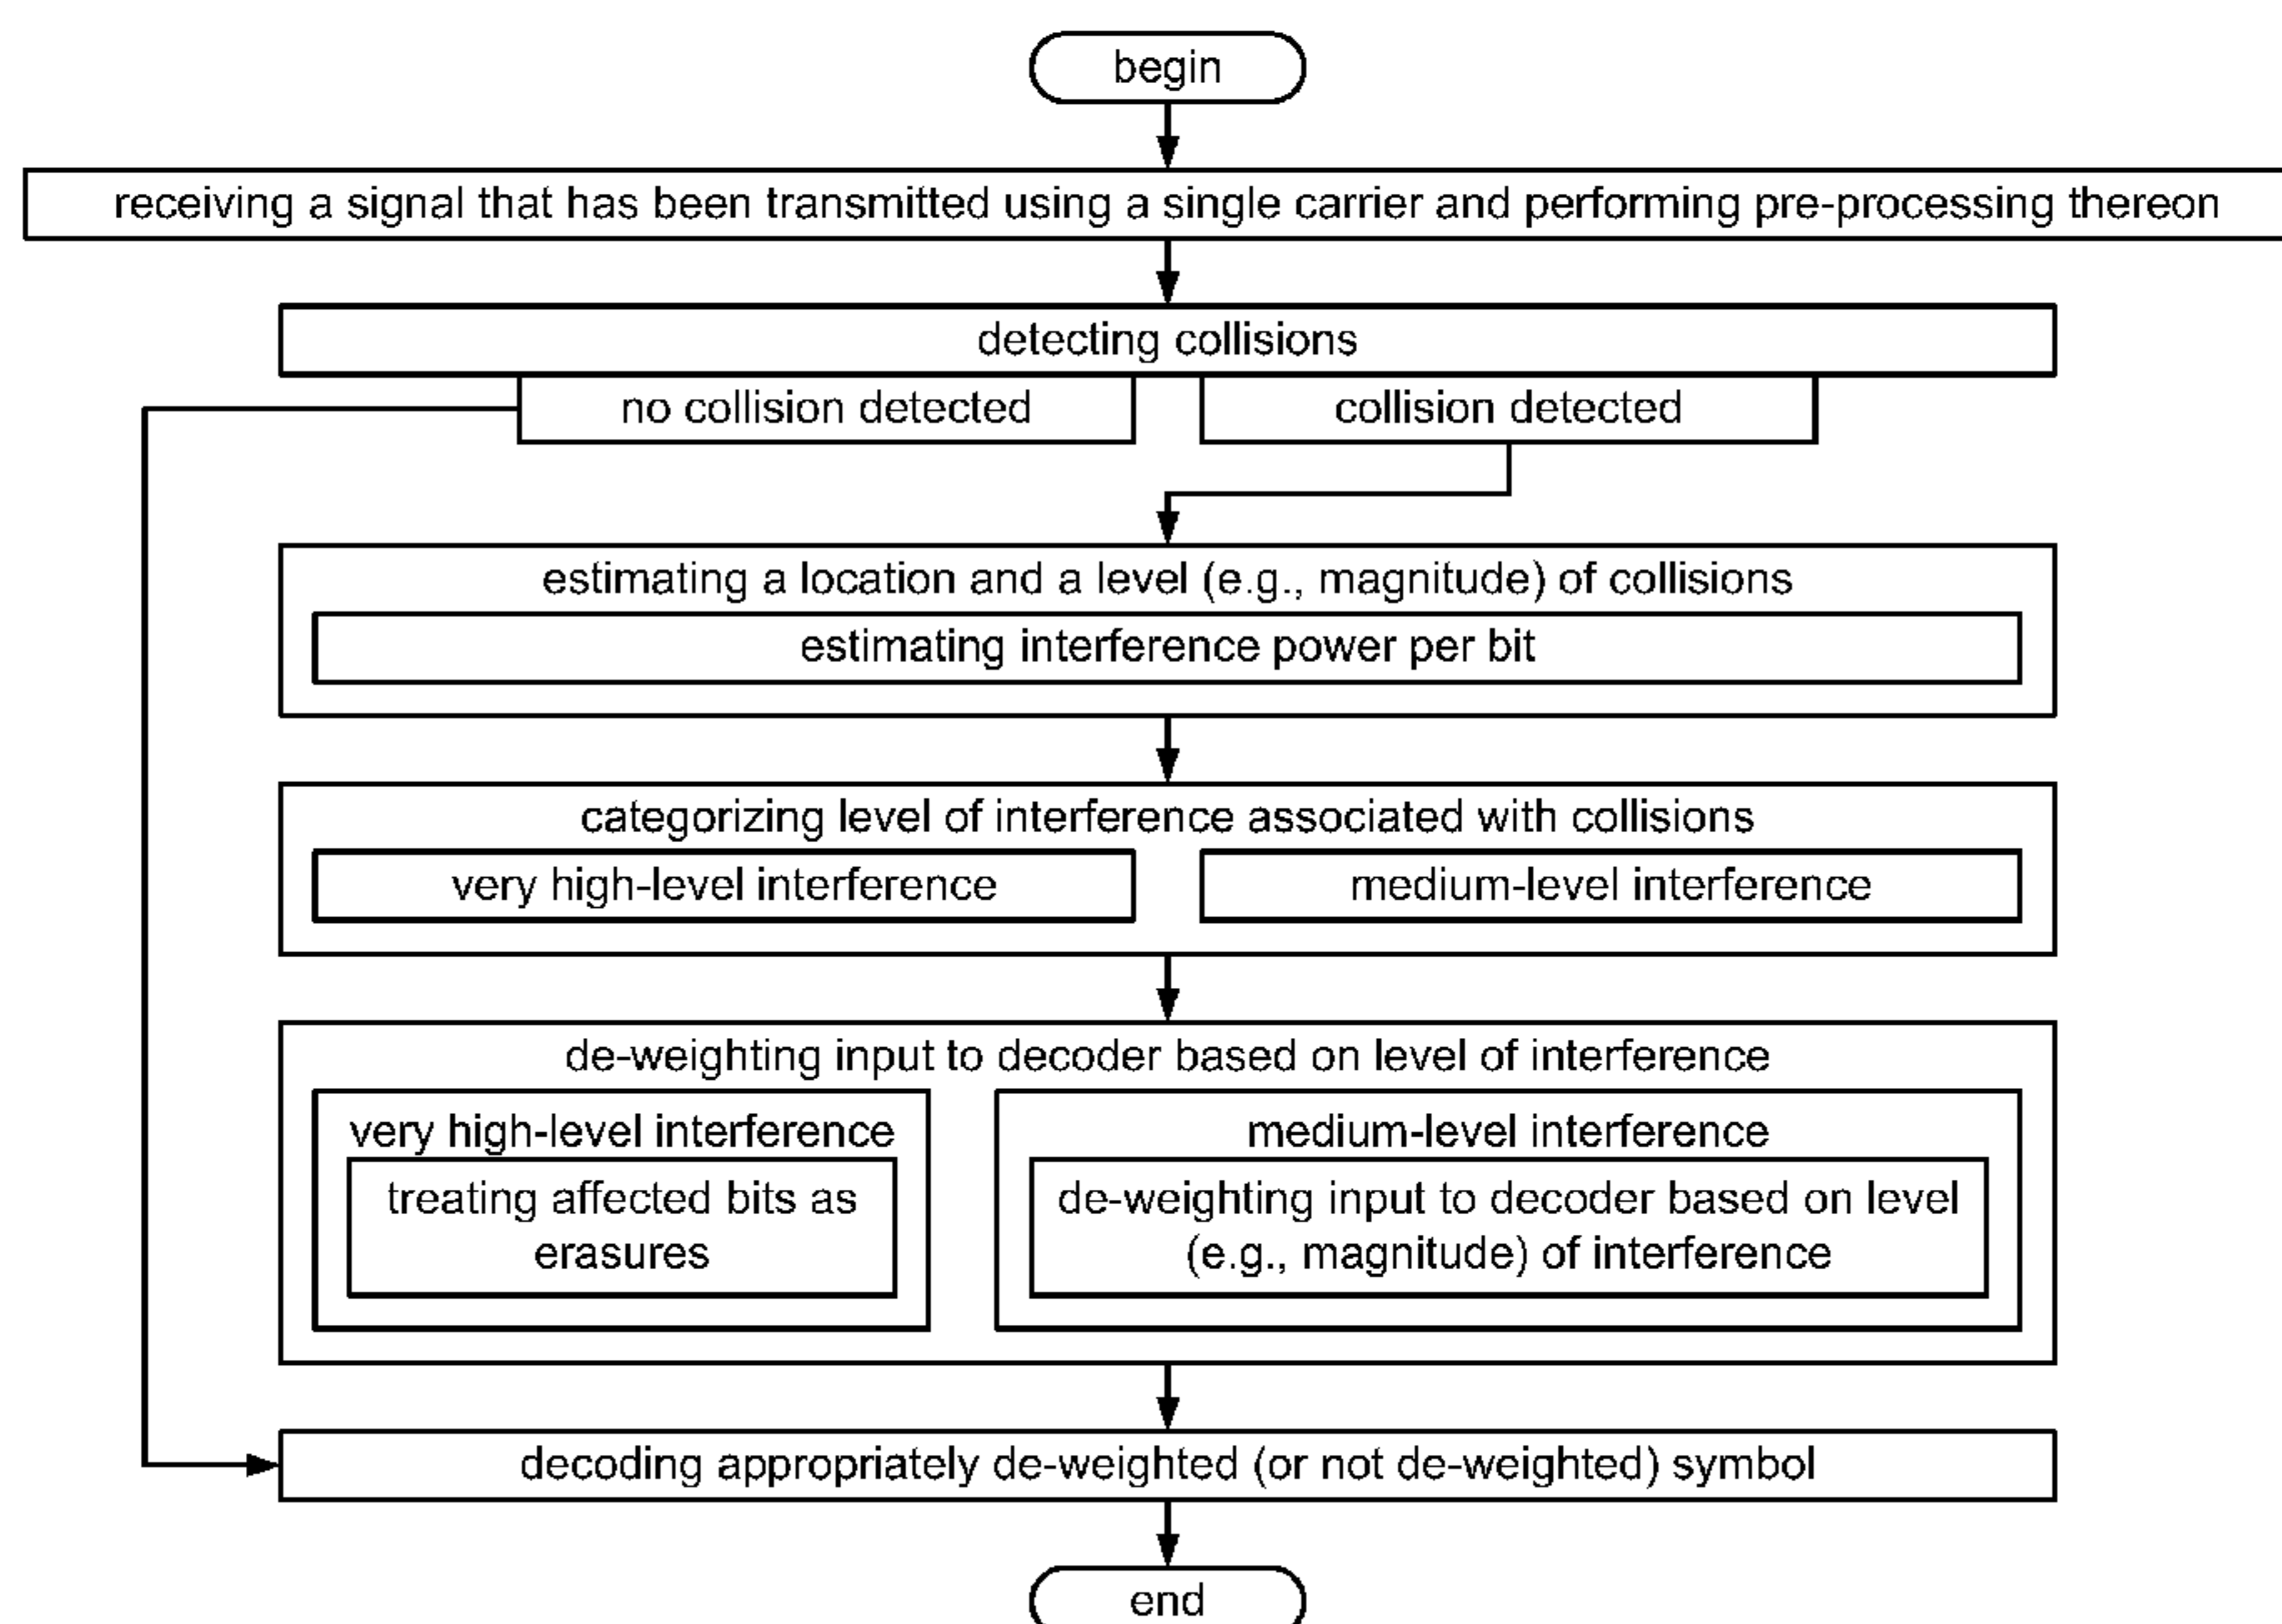 begin
receiving a signal that has been transmitted using a single carrier and performing pre-processing thereon
detecting collisions
no collision detected
collision detected
estimating a location and a level (e.g., magnitude) of collisions
estimating interference power per bit
categorizing level of interference associated with collisions
very high-level interference
medium-level interference
de-weighting input to decoder based on level of interference
very high-level interference
treating affected bits as
erasures
medium-level interference
de-weighting input to decoder based on level
(e.g., magnitude) of interference
decoding appropriately de-weighted (or not de-weighted) symbol
end